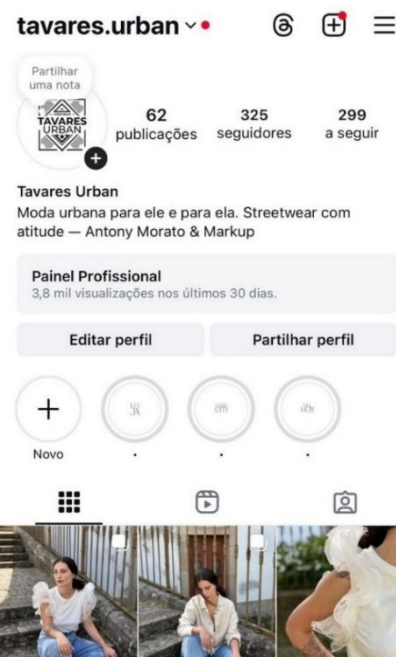 tavares.urban
Partilhar
uma nota
TAVARES
URBAN
62
publicações
325
seguidores
299
a seguir
Tavares Urban
Moda urbana para ele e para ela. Streetwear com
atitude — Antony Morato & Markup
Painel Profissional
3,8 mil visualizações nos últimos 30 dias.
Editar perfil
Partilhar perfil
Novo